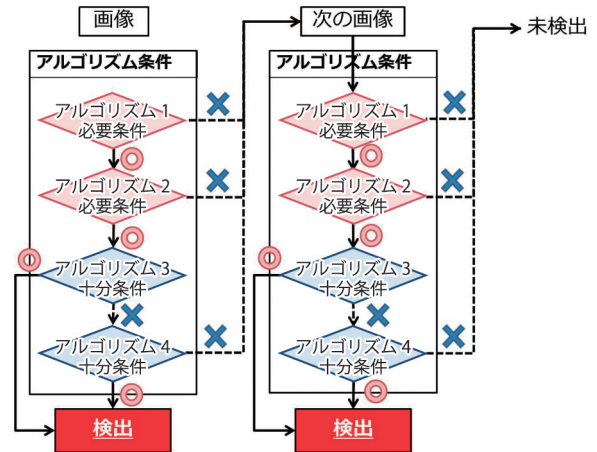 画像
アルゴリズム条件
アルゴリズム1
必要条件
アルゴリズム2
必要条件
アルゴリズム3
十分条件
アルゴリズム4
十分条件
検出
次の画像
アルゴリズム条件
アルゴリズム1
必要条件
アルゴリズム2
必要条件
アルゴリズム3
十分条件
アルゴリズム4
十分条件
検出
未検出